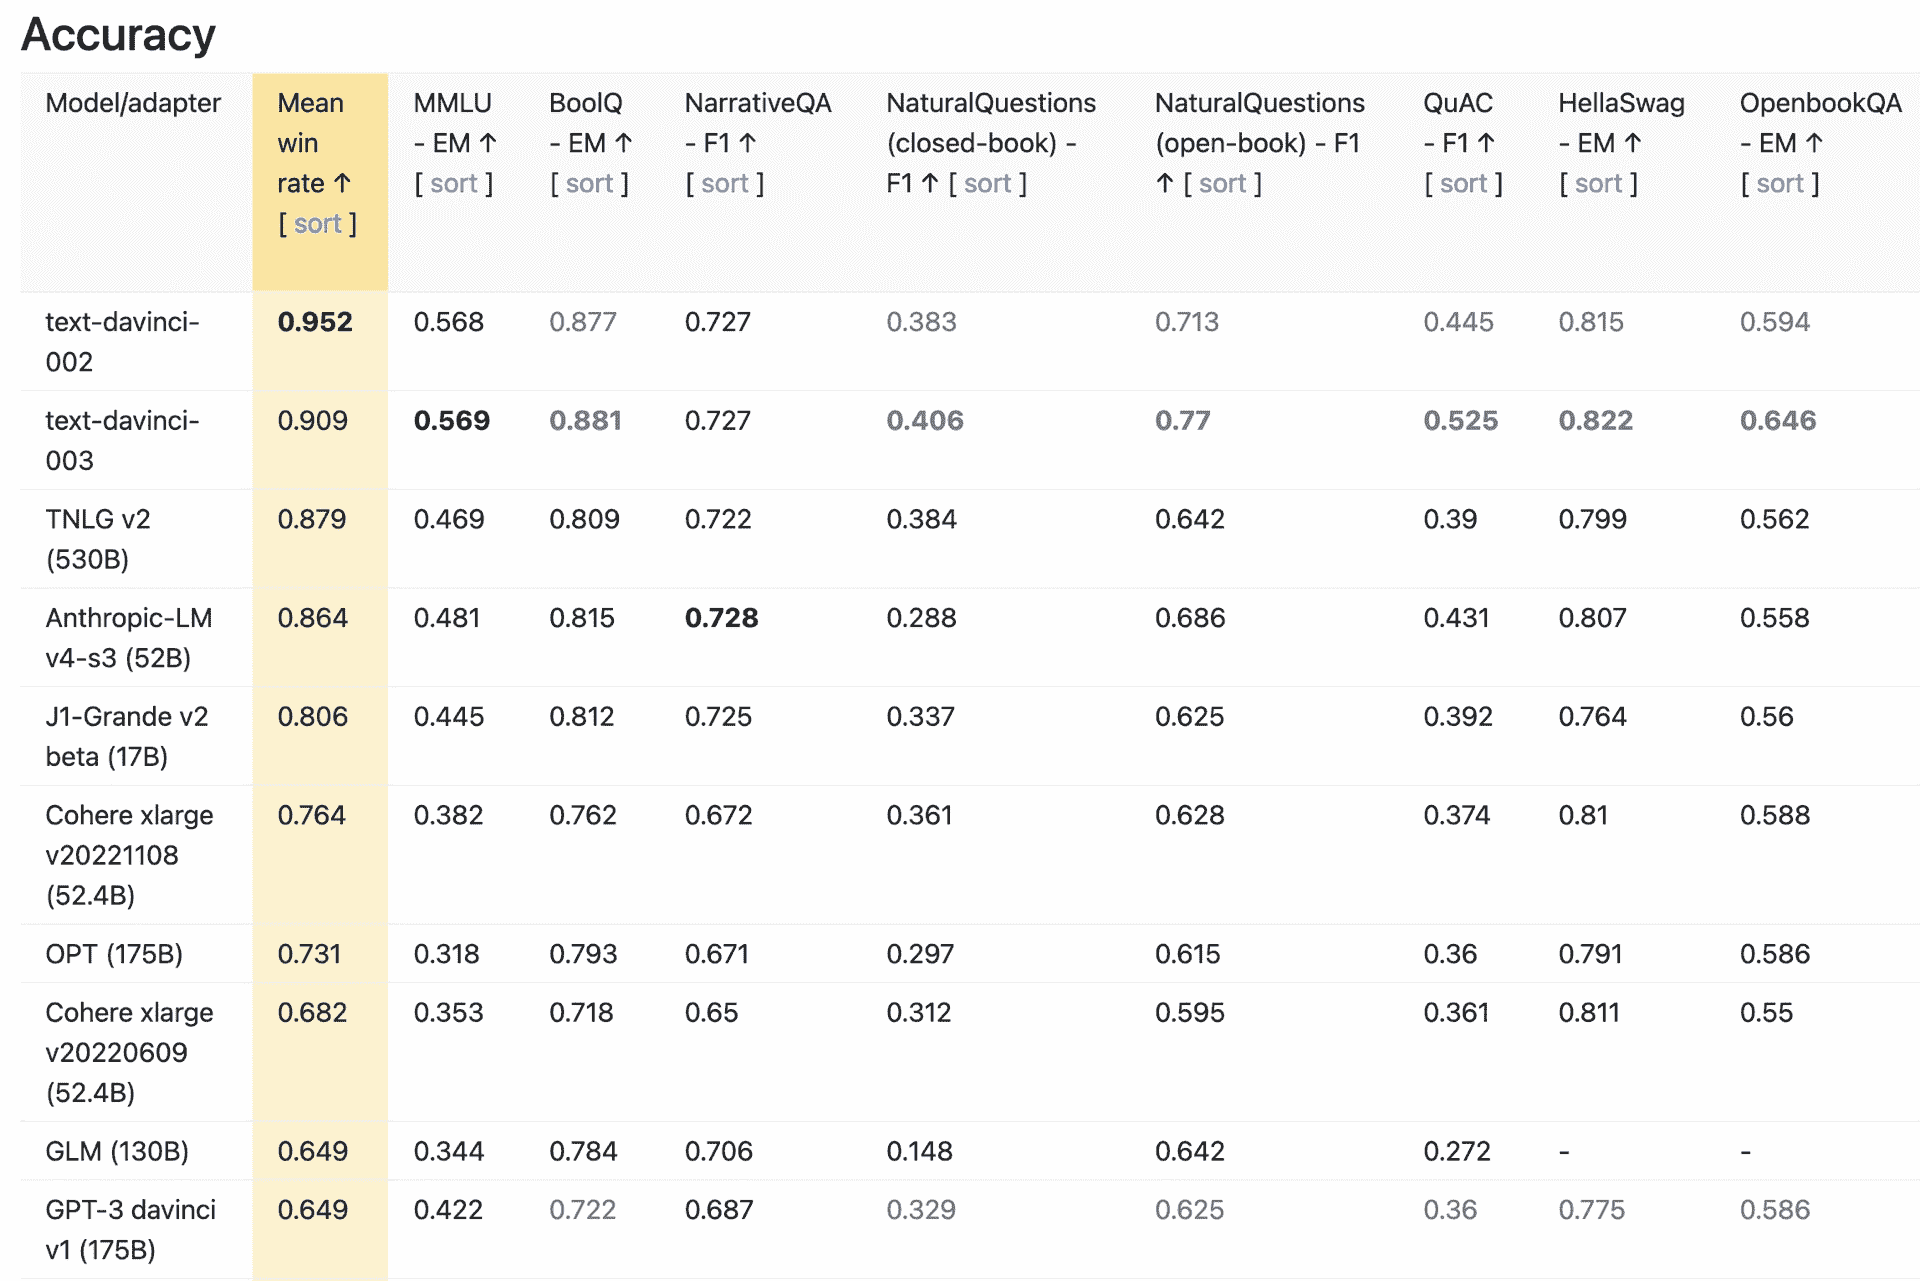 Accuracy
Model/adapter Mean win rate ↑ [ sort ] MMLU - EM ↑ [ sort ] BoolQ - EM ↑ [ sort ] NarrativeQA - F1 ↑ [ sort ] NaturalQuestions (closed-book) - F1 ↑ [ sort ] NaturalQuestions (open-book) - F1 ↑ [ sort ] QuAC - F1 ↑ [ sort ] HellaSwag - EM ↑ [ sort ] OpenbookQA - EM ↑ [ sort ]
text-davinci-002 0.952 0.568 0.877 0.727 0.383 0.713 0.445 0.815 0.594
text-davinci-003 0.909 0.569 0.881 0.727 0.406 0.77 0.525 0.822 0.646
TNLG v2 (530B) 0.879 0.469 0.809 0.722 0.384 0.642 0.39 0.799 0.562
Anthropic-LM v4-s3 (52B) 0.864 0.481 0.815 0.728 0.288 0.686 0.431 0.807 0.558
J1-Grande v2 beta (17B) 0.806 0.445 0.812 0.725 0.337 0.625 0.392 0.764 0.56
Cohere xlarge v20221108 (52.4B) 0.764 0.382 0.762 0.672 0.361 0.628 0.374 0.81 0.588
OPT (175B) 0.731 0.318 0.793 0.671 0.297 0.615 0.36 0.791 0.586
Cohere xlarge v20220609 (52.4B) 0.682 0.353 0.718 0.65 0.312 0.595 0.361 0.811 0.55
GLM (130B) 0.649 0.344 0.784 0.706 0.148 0.642 0.272 - -
GPT-3 davinci v1 (175B) 0.649 0.422 0.722 0.687 0.329 0.625 0.36 0.775 0.586